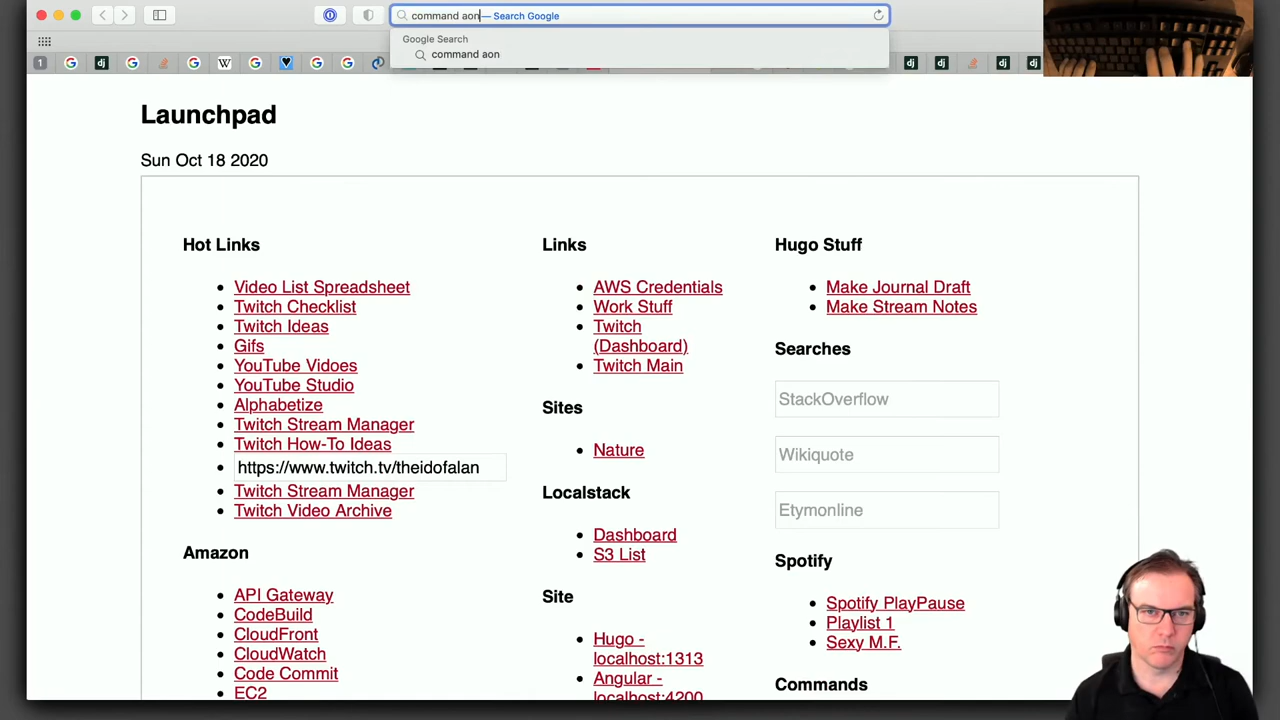 command aon — Search Google
Google Search
command aon
1
Launchpad
Sun Oct 18 2020
Hot Links
Video List Spreadsheet
Twitch Checklist
Twitch Ideas
Gifs
YouTube Vidoes
YouTube Studio
Alphabetize
Twitch Stream Manager
Twitch How-To Ideas
https://www.twitch.tv/theidofalan
Twitch Stream Manager
Twitch Video Archive
Amazon
API Gateway
CodeBuild
CloudFront
CloudWatch
Code Commit
EC2
Links
AWS Credentials
Work Stuff
Twitch
(Dashboard)
Twitch Main
Sites
Nature
Localstack
Dashboard
S3 List
Site
Hugo -
localhost:1313
Angular -
localhost:4200
Hugo Stuff
Make Journal Draft
Make Stream Notes
Searches
StackOverflow
Wikiquote
Etymonline
Spotify
Spotify PlayPause
Playlist 1
Sexy M.F.
Commands